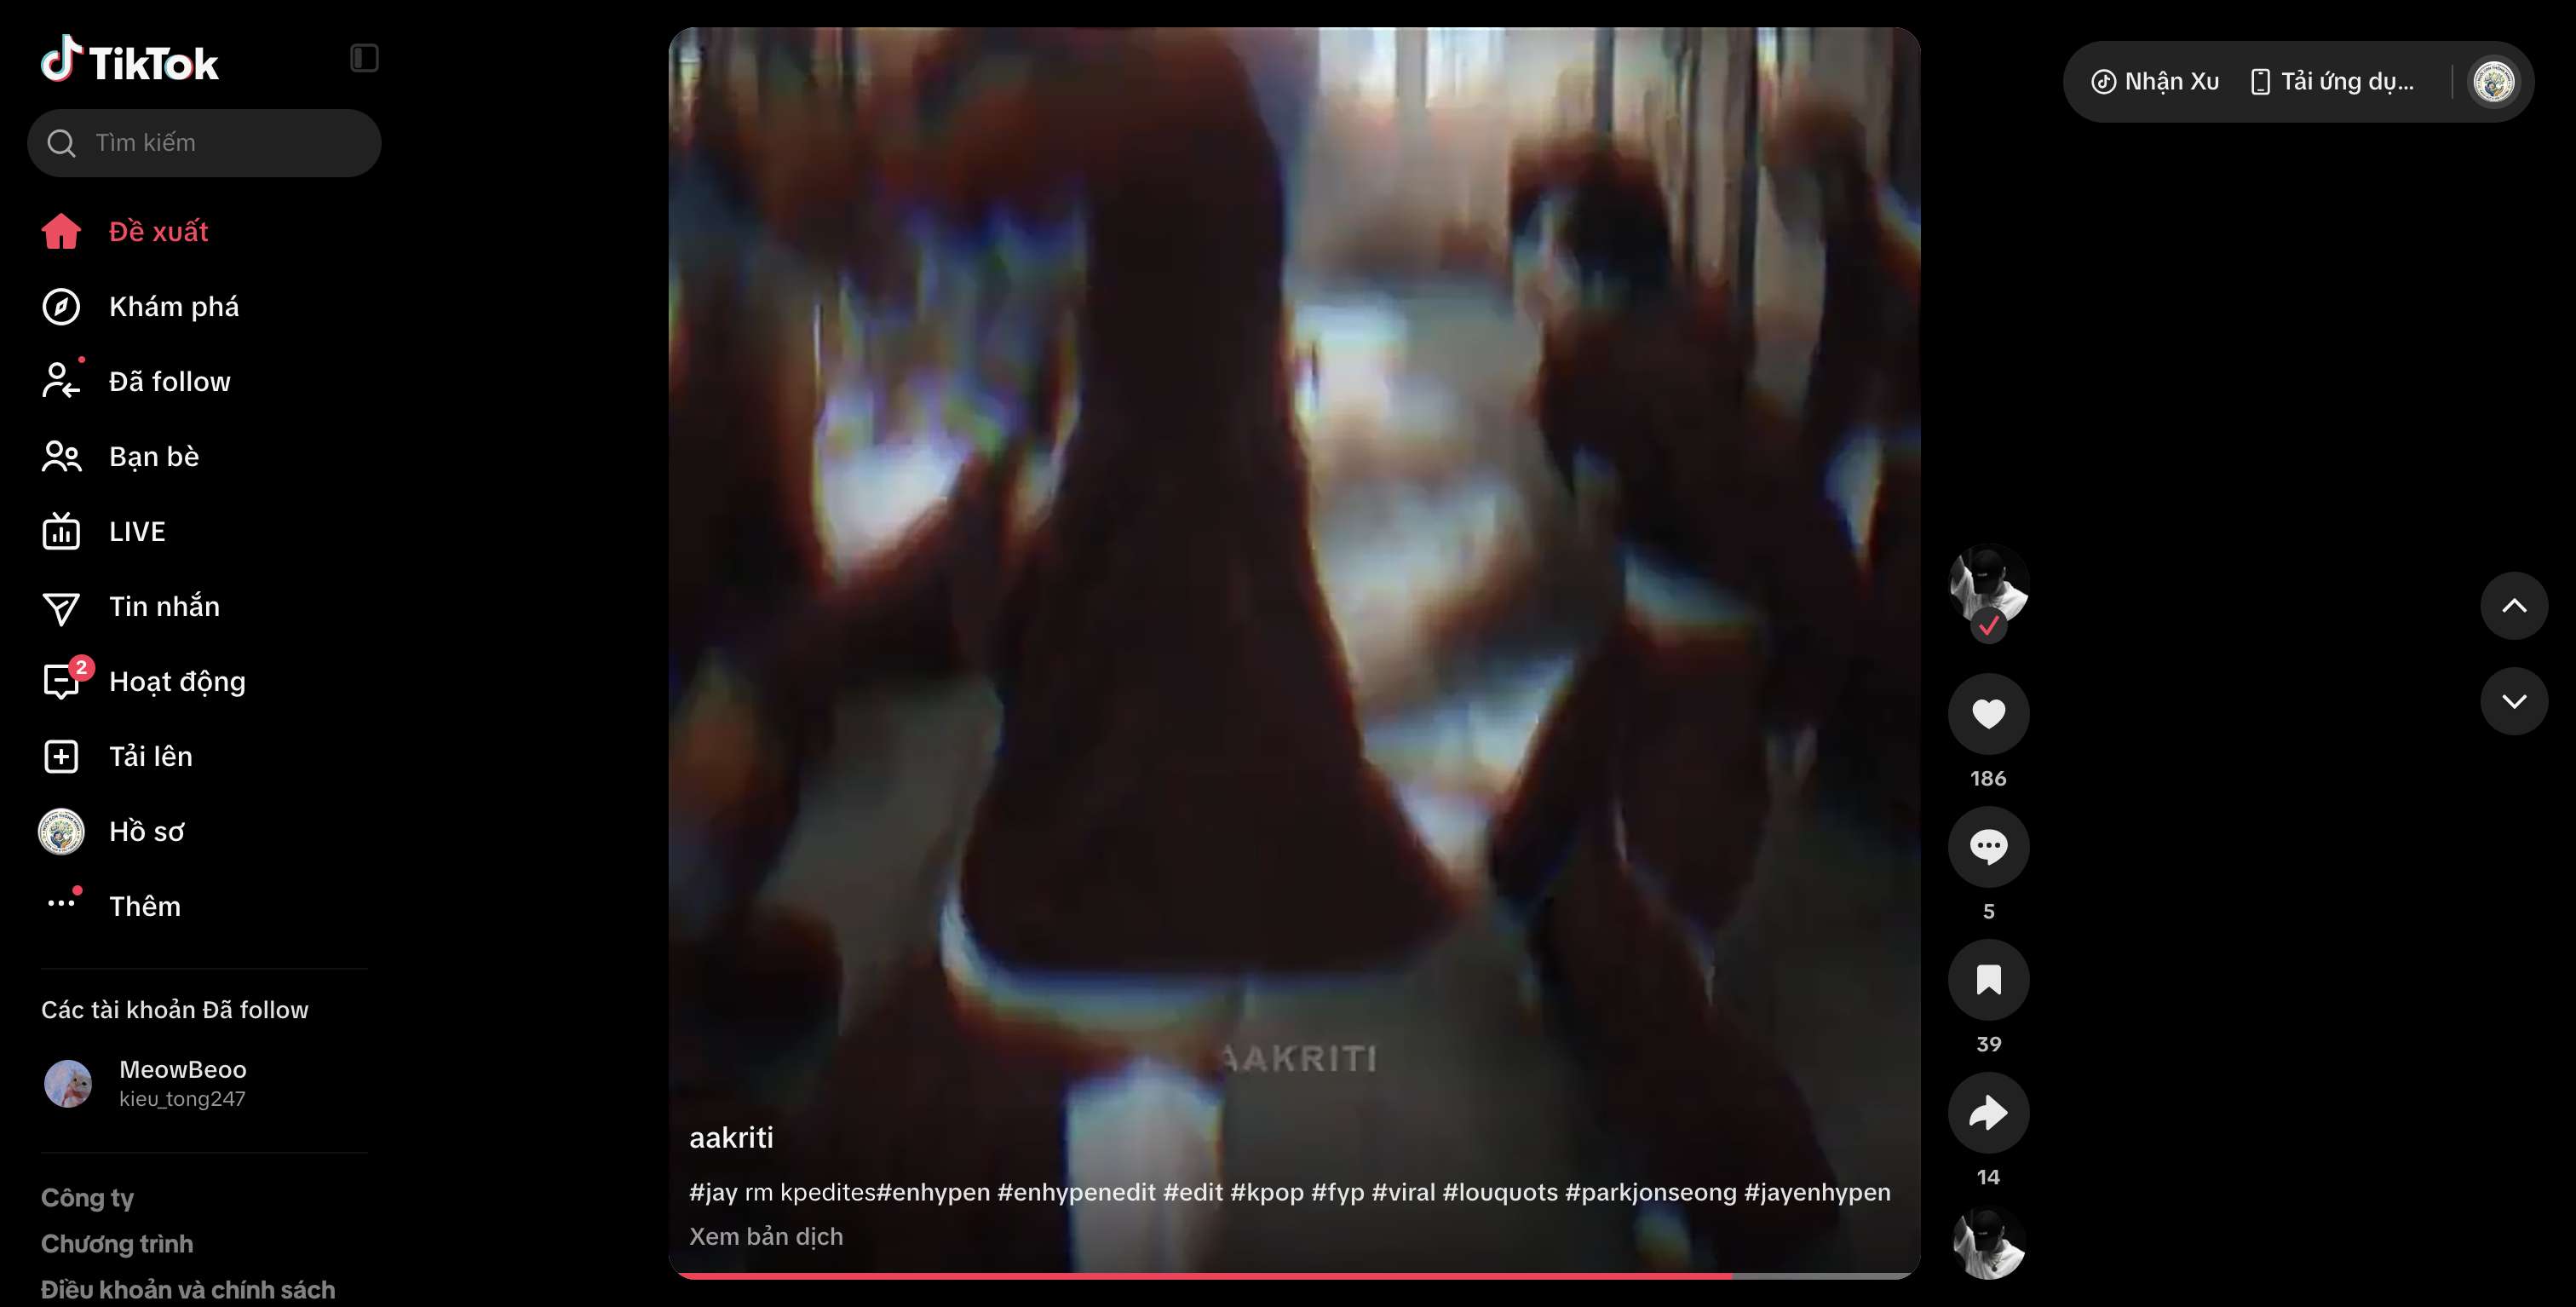 TikTok
Tìm kiếm
Đề xuất
Khám phá
Đã follow
Bạn bè
LIVE
Tin nhắn
2
Hoạt động
Tải lên
Hồ sơ
Thêm
Các tài khoản Đã follow
MeowBeoo
kieu_tong247
Công ty
Chương trình
Điều khoản và chính sách
AAKRITI
aakriti
#jay rm kpedites#enhypen #enhypenedit #edit #kpop #fyp #viral #louquots #parkjonseong #jayenhypen
Xem bản dịch
186
5
39
14
Nhận Xu
Tải ứng dụ...